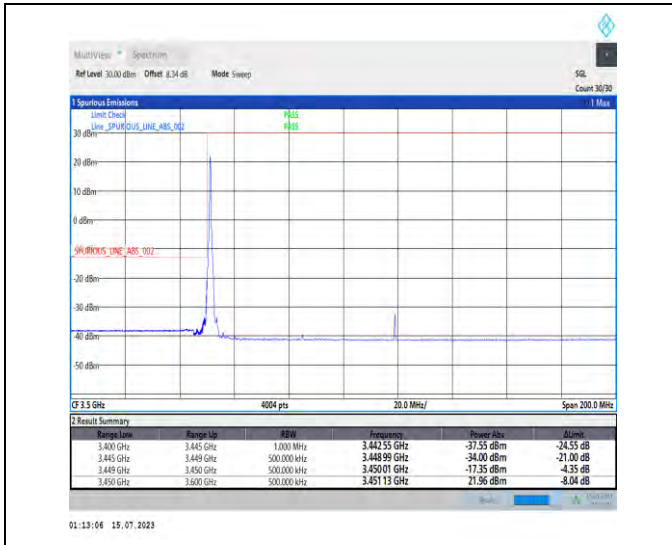 MultiView Spectrum
Ref Level 30.00 dBm Offset 8.34 dB Mode Sweep SGL
Count 30/30
1 Spurious Emissions 1 Max
Limit Check PASS
Line _SPURIOUS_LINE_ABS_002 PASS
30 dBm
20 dBm
10 dBm
0 dBm
_SPURIOUS_LINE_ABS_002
-20 dBm
-30 dBm
-40 dBm
-50 dBm
CF 3.5 GHz 4004 pts 20.0 MHz/ Span 200.0 MHz
2 Result Summary
Range Low Range Up RBW Frequency Power Abs ΔLimit
3.400 GHz 3.445 GHz 1.000 MHz 3.442 55 GHz -37.55 dBm -24.55 dB
3.445 GHz 3.449 GHz 500.000 kHz 3.448 99 GHz -34.00 dBm -21.00 dB
3.449 GHz 3.450 GHz 500.000 kHz 3.450 01 GHz -17.35 dBm -4.35 dB
3.450 GHz 3.600 GHz 500.000 kHz 3.451 13 GHz 21.96 dBm -8.04 dB
01:13:06 15.07.2023